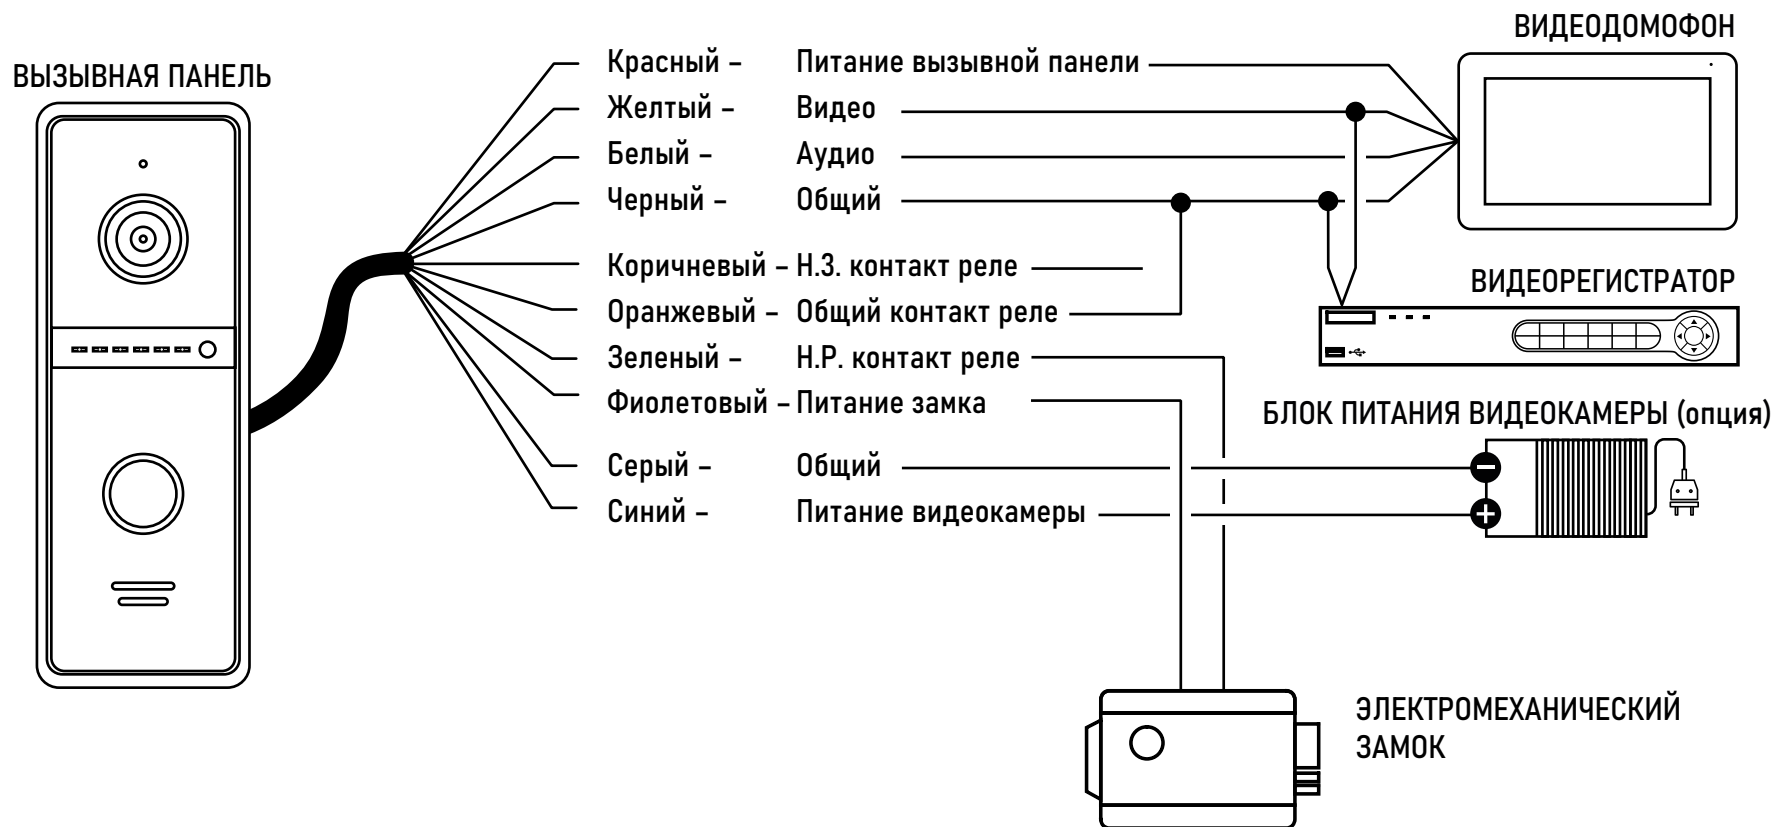 ВИДЕОДОМОФОН
ВЫЗЫВНАЯ ПАНЕЛЬ
Красный – Питание вызывной панели
Желтый – Видео
Белый – Аудио
Черный – Общий
Коричневый – Н.З. контакт реле
Оранжевый – Общий контакт реле
Зеленый – Н.Р. контакт реле
Фиолетовый – Питание замка
Серый – Общий
Синий – Питание видеокамеры
ВИДЕОРЕГИСТРАТОР
БЛОК ПИТАНИЯ ВИДЕОКАМЕРЫ (опция)
–
+
ЭЛЕКТРОМЕХАНИЧЕСКИЙ
ЗАМОК